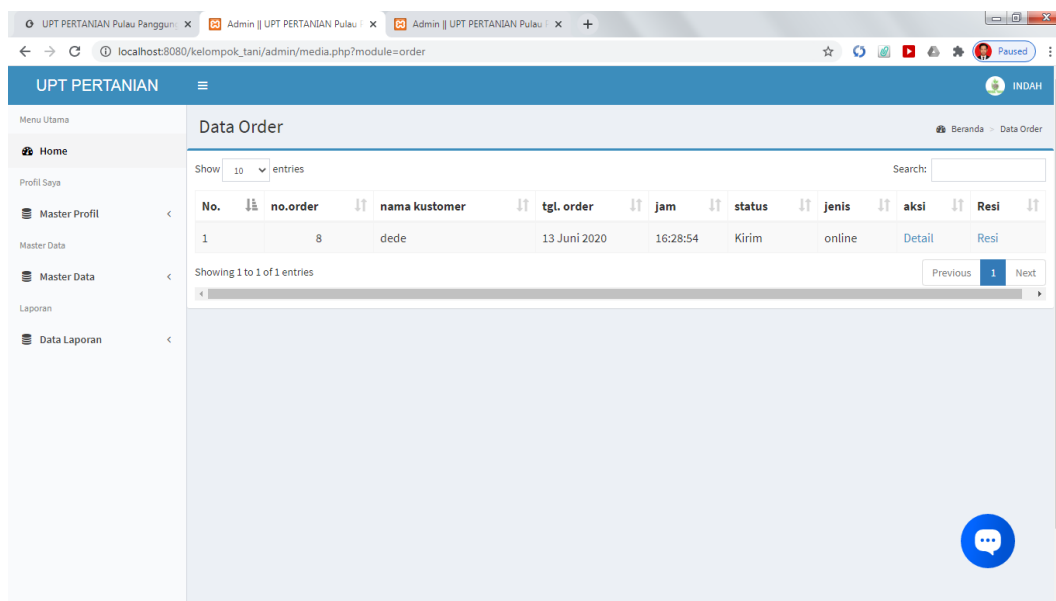 UPT PERTANIAN Pulau Panggung
Admin || UPT PERTANIAN Pulau
Admin || UPT PERTANIAN Pulau
localhost:8080/kelompok_tani/admin/media.php?module=order
Paused
UPT PERTANIAN
INDAH
Menu Utama
Home
Profil Saya
Master Profil
Master Data
Master Data
Laporan
Data Laporan
Data Order
Beranda > Data Order
Show 10 entries
Search:
No. no.order nama kustomer tgl. order jam status jenis aksi Resi
1 8 dede 13 Juni 2020 16:28:54 Kirim online Detail Resi
Showing 1 to 1 of 1 entries
Previous 1 Next